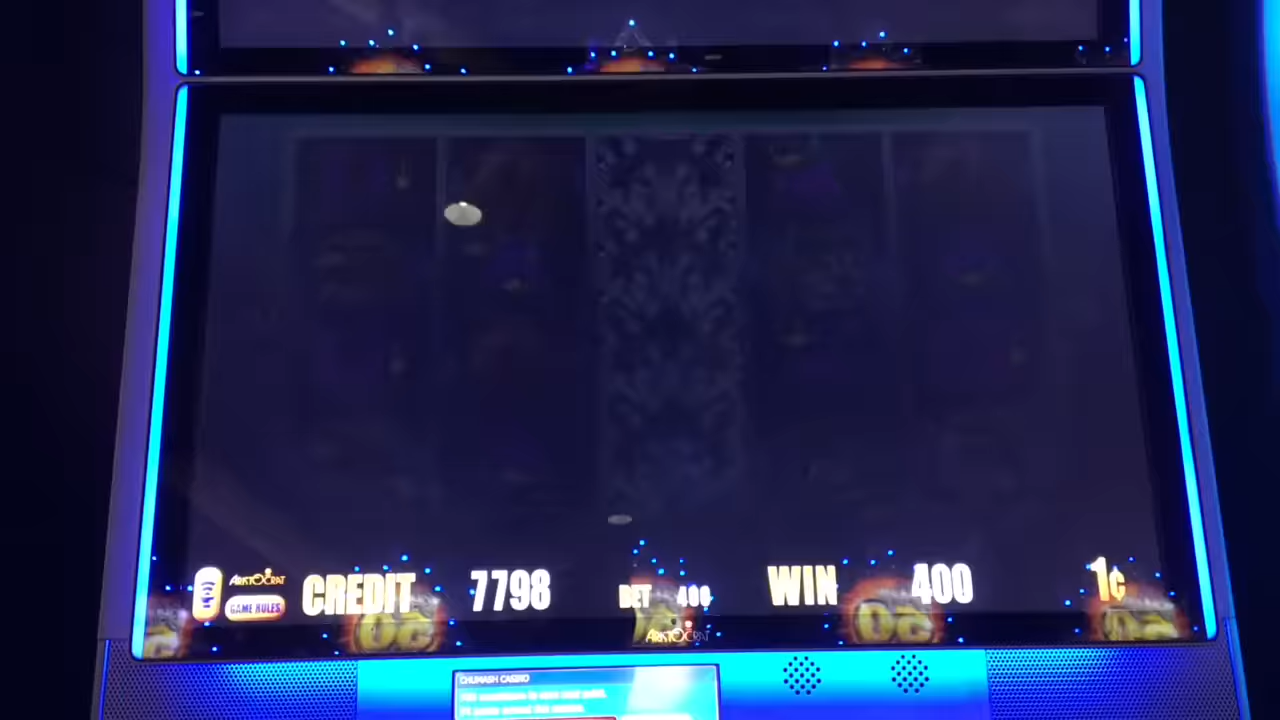 ARISTOCRAT
GAME RULES
CREDIT 7798
BET 400
WIN 400
1¢
ARISTOCRAT
CHUMASH CASINO